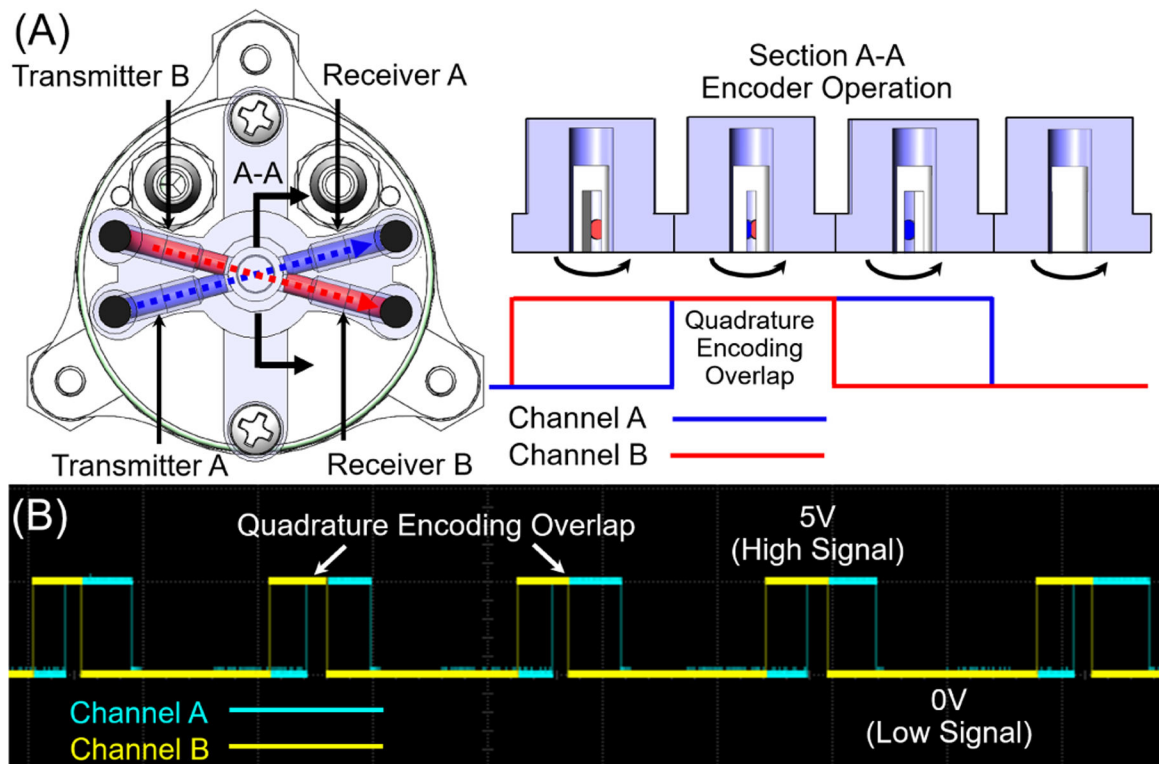 (A)
Transmitter B
Receiver A
A-A
Transmitter A
Receiver B
Section A-A
Encoder Operation
Quadrature
Encoding
Overlap
Channel A
Channel B
(B)
Quadrature Encoding Overlap
5V
(High Signal)
0V
(Low Signal)
Channel A
Channel B